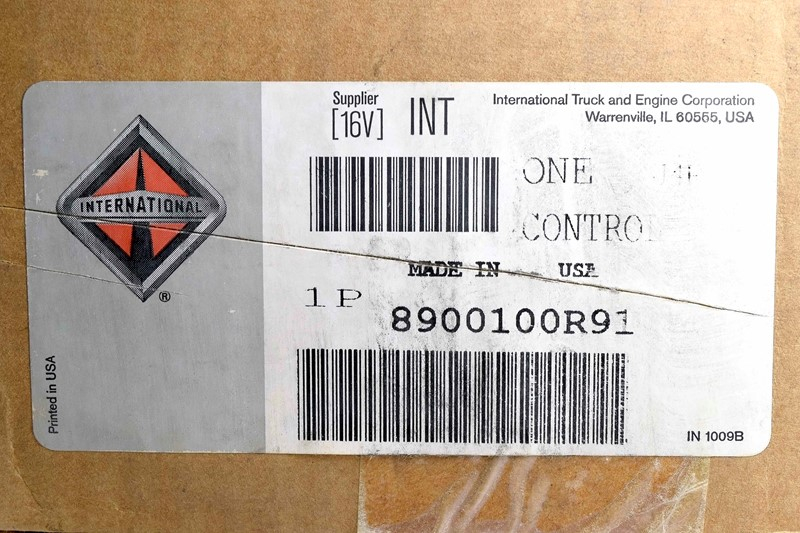 INTERNATIONAL
®
Printed in USA
Supplier
[16V] INT
International Truck and Engine Corporation
Warrenville, IL 60555, USA
ONE
CONTROL
MADE IN USA
1P 8900100R91
IN 1009B